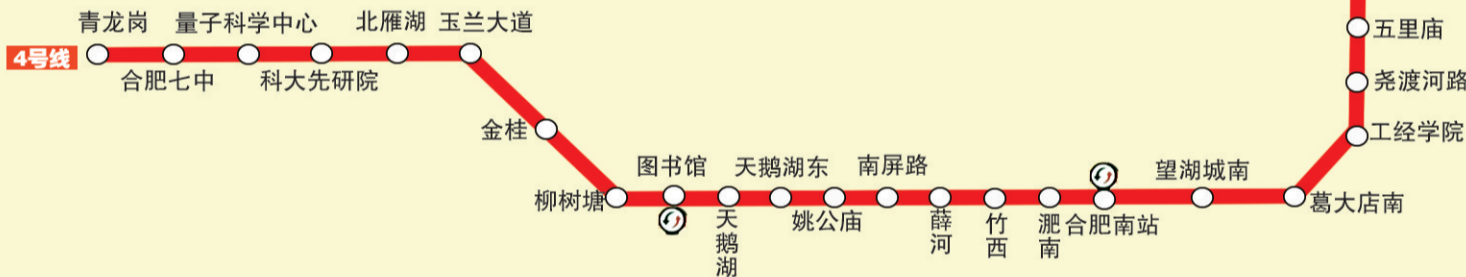 4号线
青龙岗
合肥七中
量子科学中心
科大先研院
北雁湖
玉兰大道
金桂
柳树塘
图书馆
天鹅湖
天鹅湖东
姚公庙
南屏路
薛河
竹西
淝南
合肥南站
望湖城南
葛大店南
工经学院
尧渡河路
五里庙